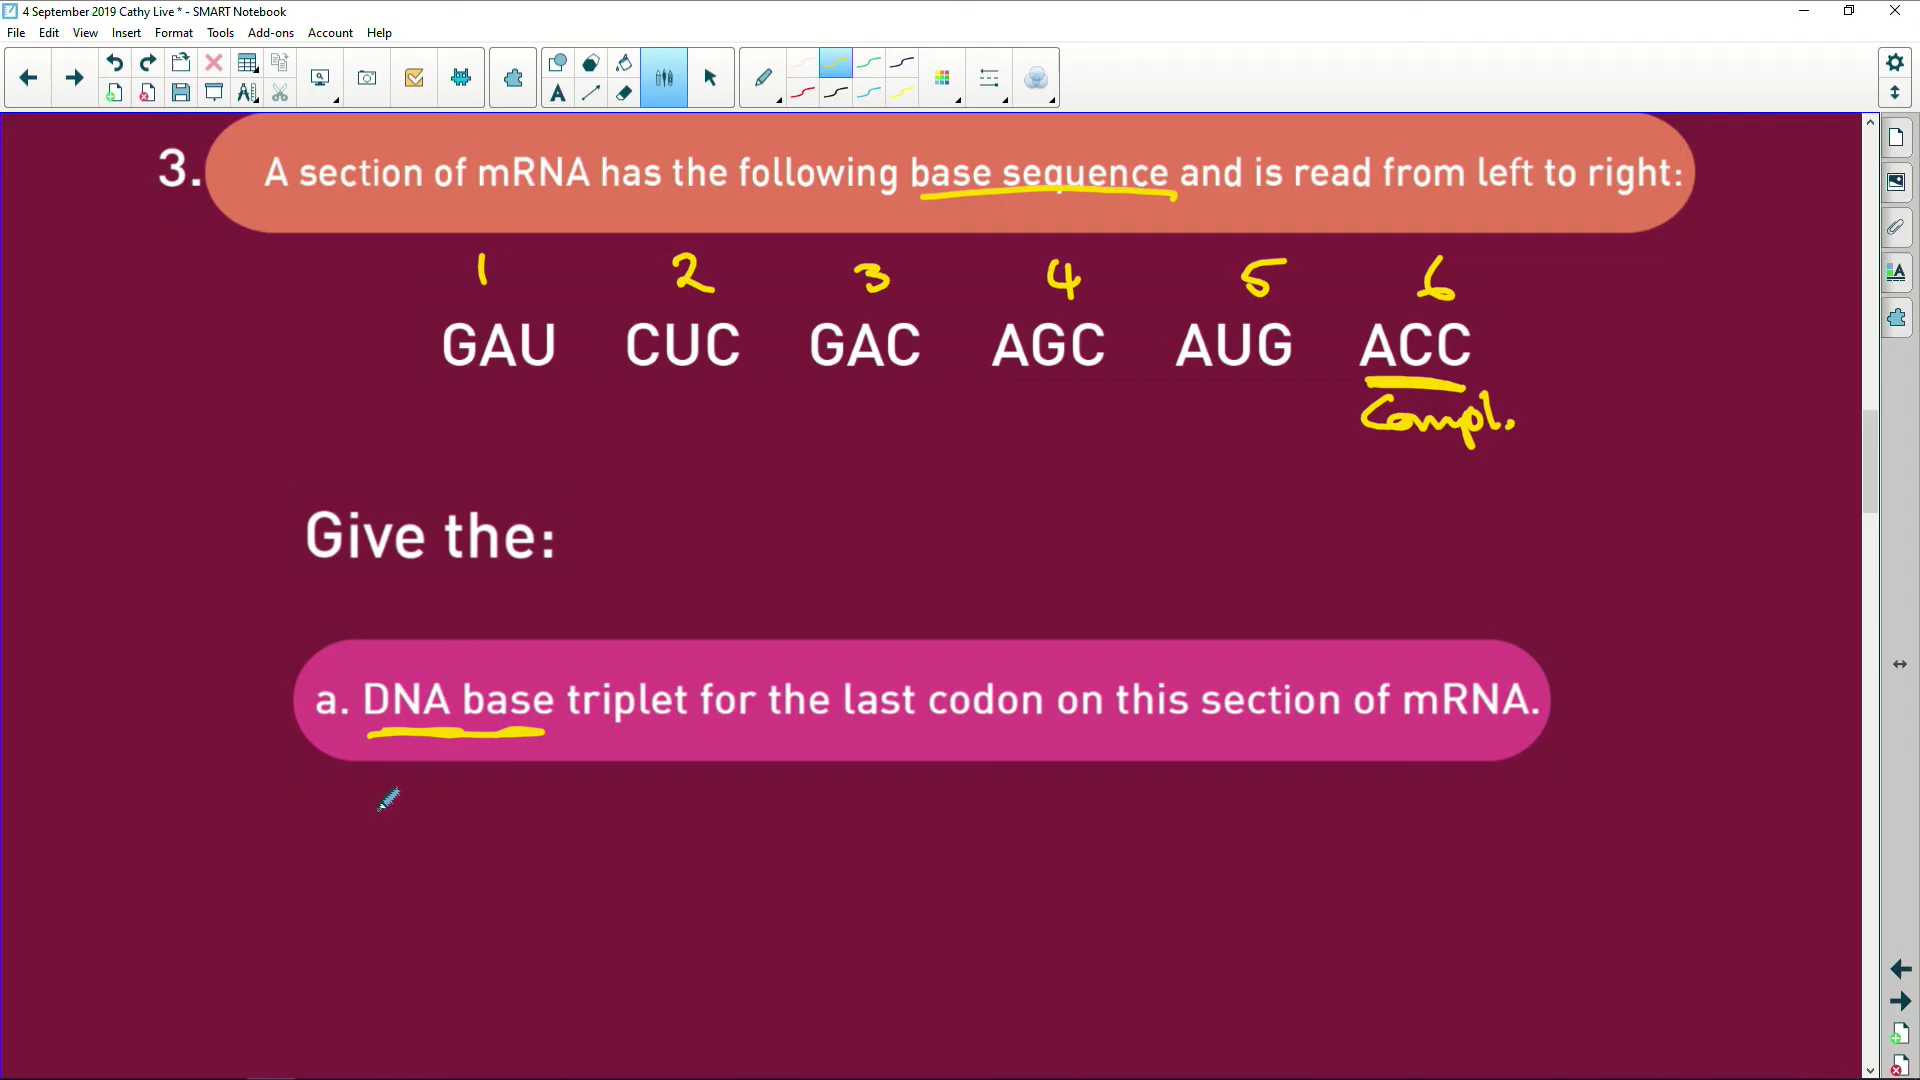 4 September 2019 Cathy Live * - SMART Notebook
File Edit View Insert Format Tools Add-ons Account Help
3. A section of mRNA has the following base sequence and is read from left to right:
1 2 3 4 5 6
GAU CUC GAC AGC AUG ACC
Compl.
Give the:
a. DNA base triplet for the last codon on this section of mRNA.